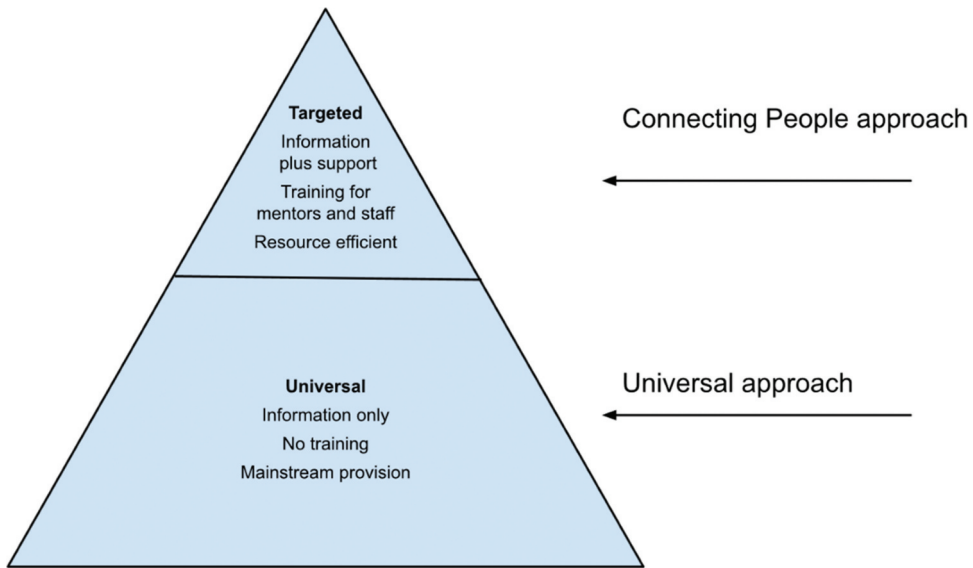 Targeted
Information
plus support
Training for
mentors and staff
Resource efficient
Connecting People approach
Universal
Information only
No training
Mainstream provision
Universal approach